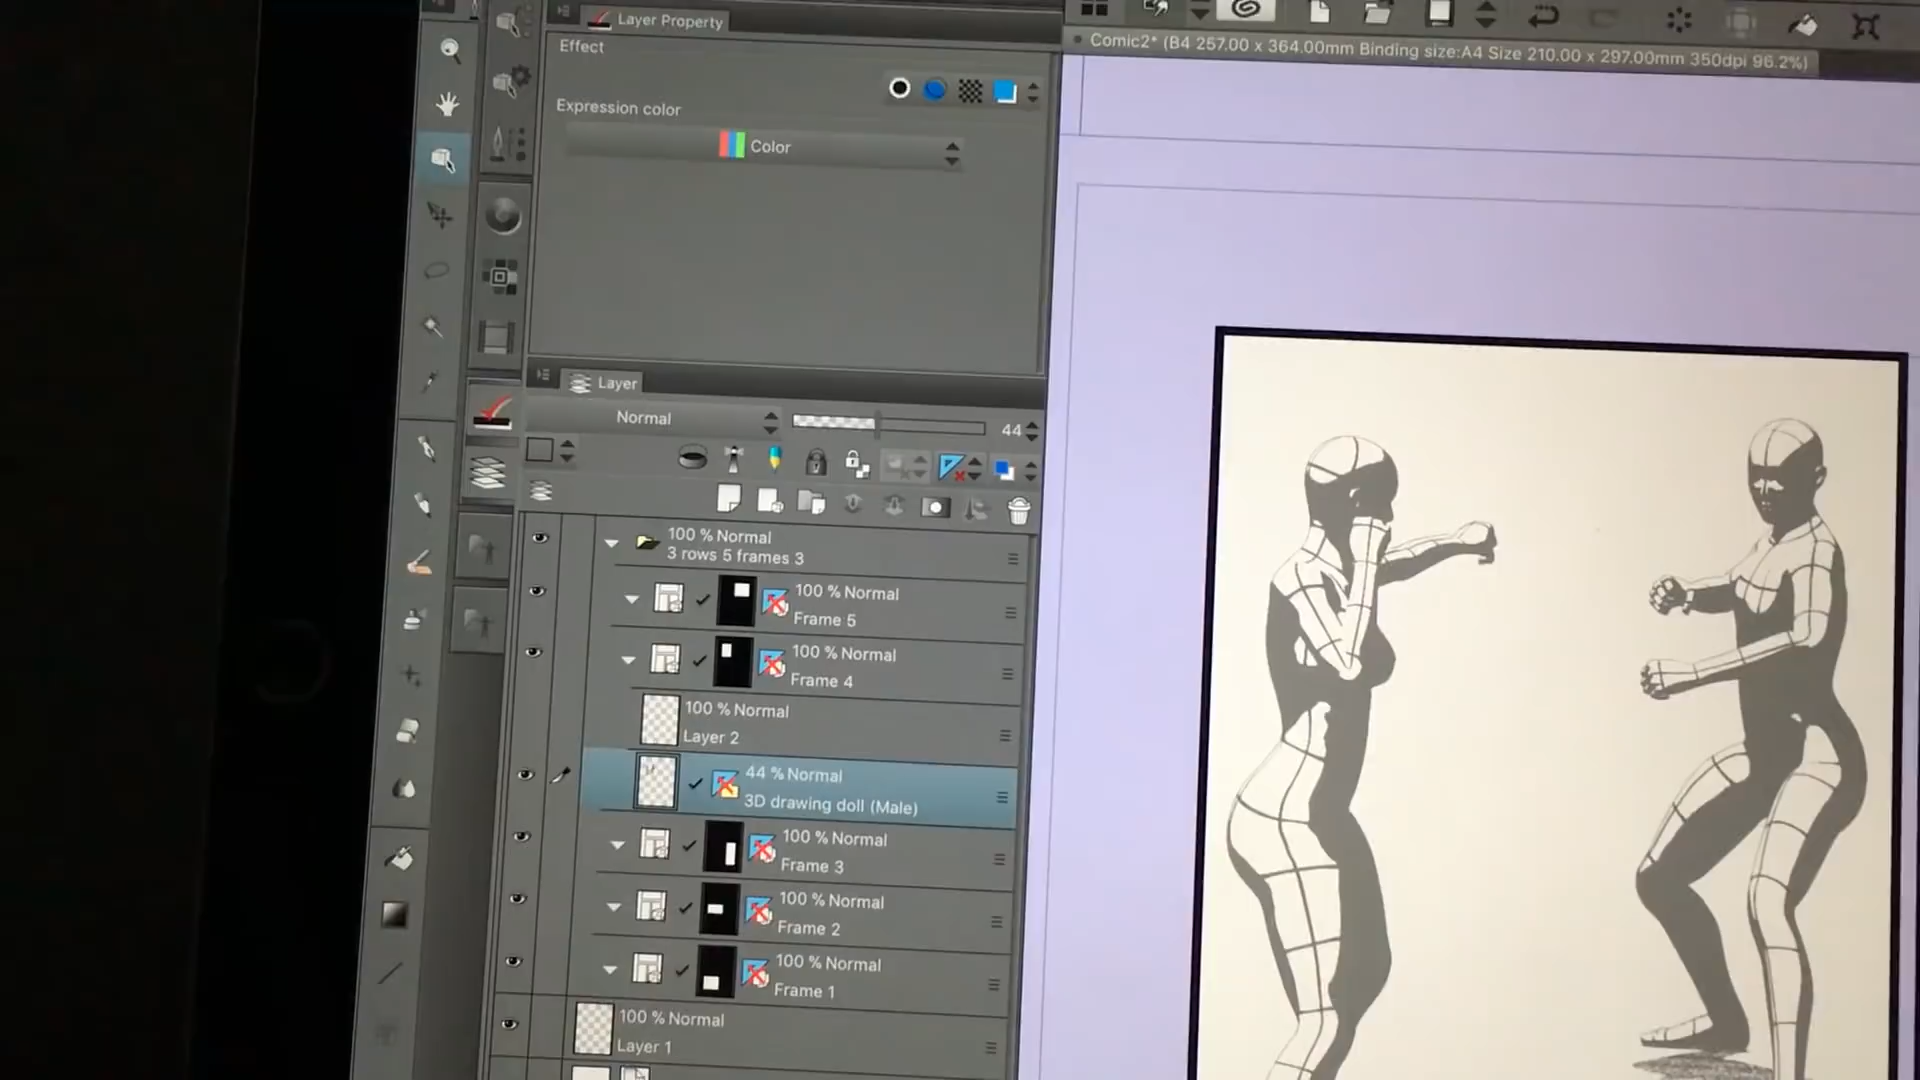 Layer Property
Effect
Expression color
Color
Comic2* (B4 257.00 x 364.00mm Binding size:A4 Size 210.00 x 297.00mm 350dpi 96.2%)
Layer
Normal
44
100 % Normal
3 rows 5 frames 3
100 % Normal
Frame 5
100 % Normal
Frame 4
100 % Normal
Layer 2
44 % Normal
3D drawing doll (Male)
100 % Normal
Frame 3
100 % Normal
Frame 2
100 % Normal
Frame 1
100 % Normal
Layer 1